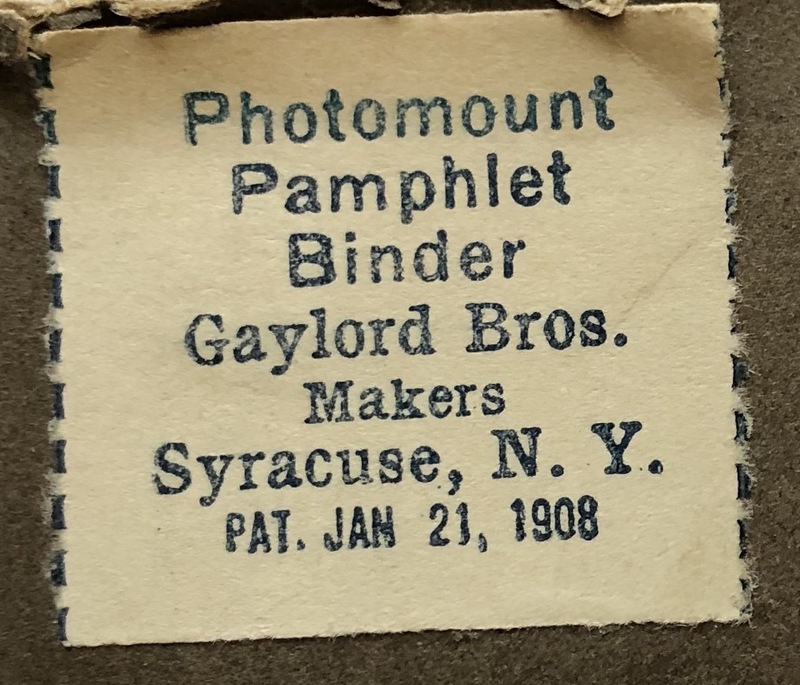 Photomount
Pamphlet
Binder
Gaylord Bros.
Makers
Syracuse, N. Y.
PAT. JAN 21, 1908